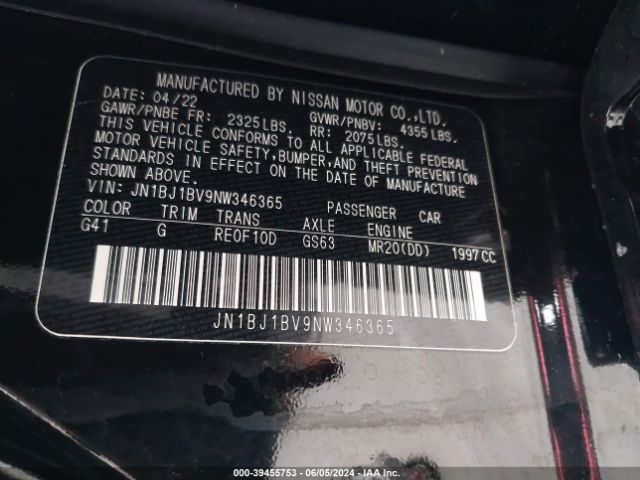 MANUFACTURED BY NISSAN MOTOR CO.,LTD.
DATE: 04/22
GAWR/PNBE FR: 2325LBS. GVWR/PNBV: 4355LBS.
RR: 2075LBS.
THIS VEHICLE CONFORMS TO ALL APPLICABLE FEDERAL
MOTOR VEHICLE SAFETY,BUMPER,AND THEFT PREVENTION
STANDARDS IN EFFECT ON THE DATE OF MANUFACTURE
SHOWN ABOVE.
VIN: JN1BJ1BV9NW346365 PASSENGER CAR
COLOR TRIM TRANS AXLE ENGINE
G41 G RE0F10D GS63 MR20(DD) 1997CC
JN1BJ1BV9NW346365
000-39455753 - 06/05/2024 - IAA Inc.